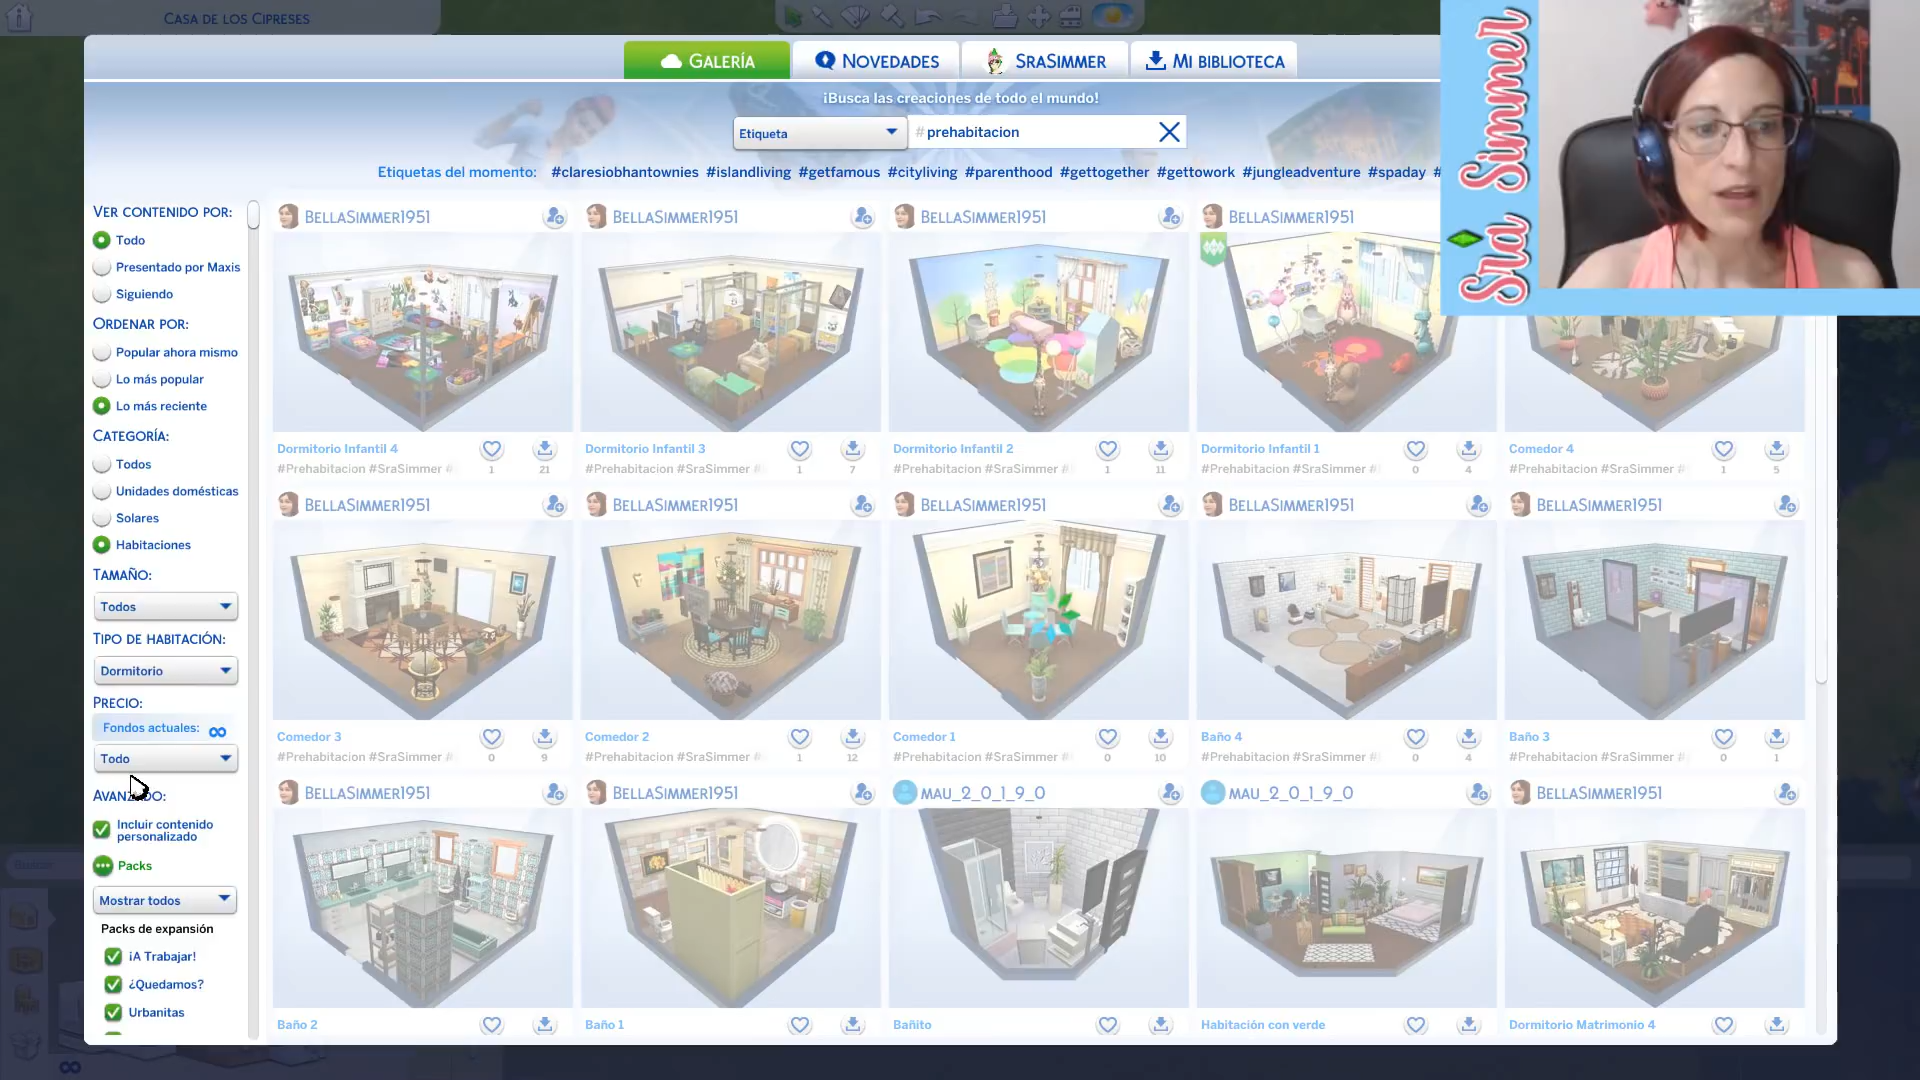 CASA DE LOS CIPRESES
GALERÍA
NOVEDADES
SRASIMMER
MI BIBLIOTECA
¡Busca las creaciones de todo el mundo!
Etiqueta
#prehabitacion
Etiquetas del momento: #claresiobhantownies #islandliving #getfamous #cityliving #parenthood #gettogether #gettowork #jungleadventure #spaday #
Sra Simmer
VER CONTENIDO POR:
Todo
Presentado por Maxis
Siguiendo
ORDENAR POR:
Popular ahora mismo
Lo más popular
Lo más reciente
CATEGORÍA:
Todos
Unidades domésticas
Solares
Habitaciones
TAMAÑO:
Todos
TIPO DE HABITACIÓN:
Dormitorio
PRECIO:
Fondos actuales: ∞
Todo
AVANZADO:
Incluir contenido
personalizado
Packs
Mostrar todos
Packs de expansión
¡A Trabajar!
¿Quedamos?
Urbanitas
BELLASIMMER1951 BELLASIMMER1951 BELLASIMMER1951 BELLASIMMER1951
Dormitorio Infantil 4 Dormitorio Infantil 3 Dormitorio Infantil 2 Dormitorio Infantil 1 Comedor 4
#Prehabitacion #SraSimmer # 1 21 #Prehabitacion #SraSimmer # 1 7 #Prehabitacion #SraSimmer # 1 11 #Prehabitacion #SraSimmer # 0 4 #Prehabitacion #SraSimmer # 1 5
BELLASIMMER1951 BELLASIMMER1951 BELLASIMMER1951 BELLASIMMER1951 BELLASIMMER1951
Comedor 3 Comedor 2 Comedor 1 Baño 4 Baño 3
#Prehabitacion #SraSimmer # 0 9 #Prehabitacion #SraSimmer # 1 12 #Prehabitacion #SraSimmer # 0 10 #Prehabitacion #SraSimmer # 0 4 #Prehabitacion #SraSimmer # 0 1
BELLASIMMER1951 BELLASIMMER1951 MAU_2_0_1_9_0 MAU_2_0_1_9_0 BELLASIMMER1951
Baño 2 Baño 1 Bañito Habitación con verde Dormitorio Matrimonio 4
∞